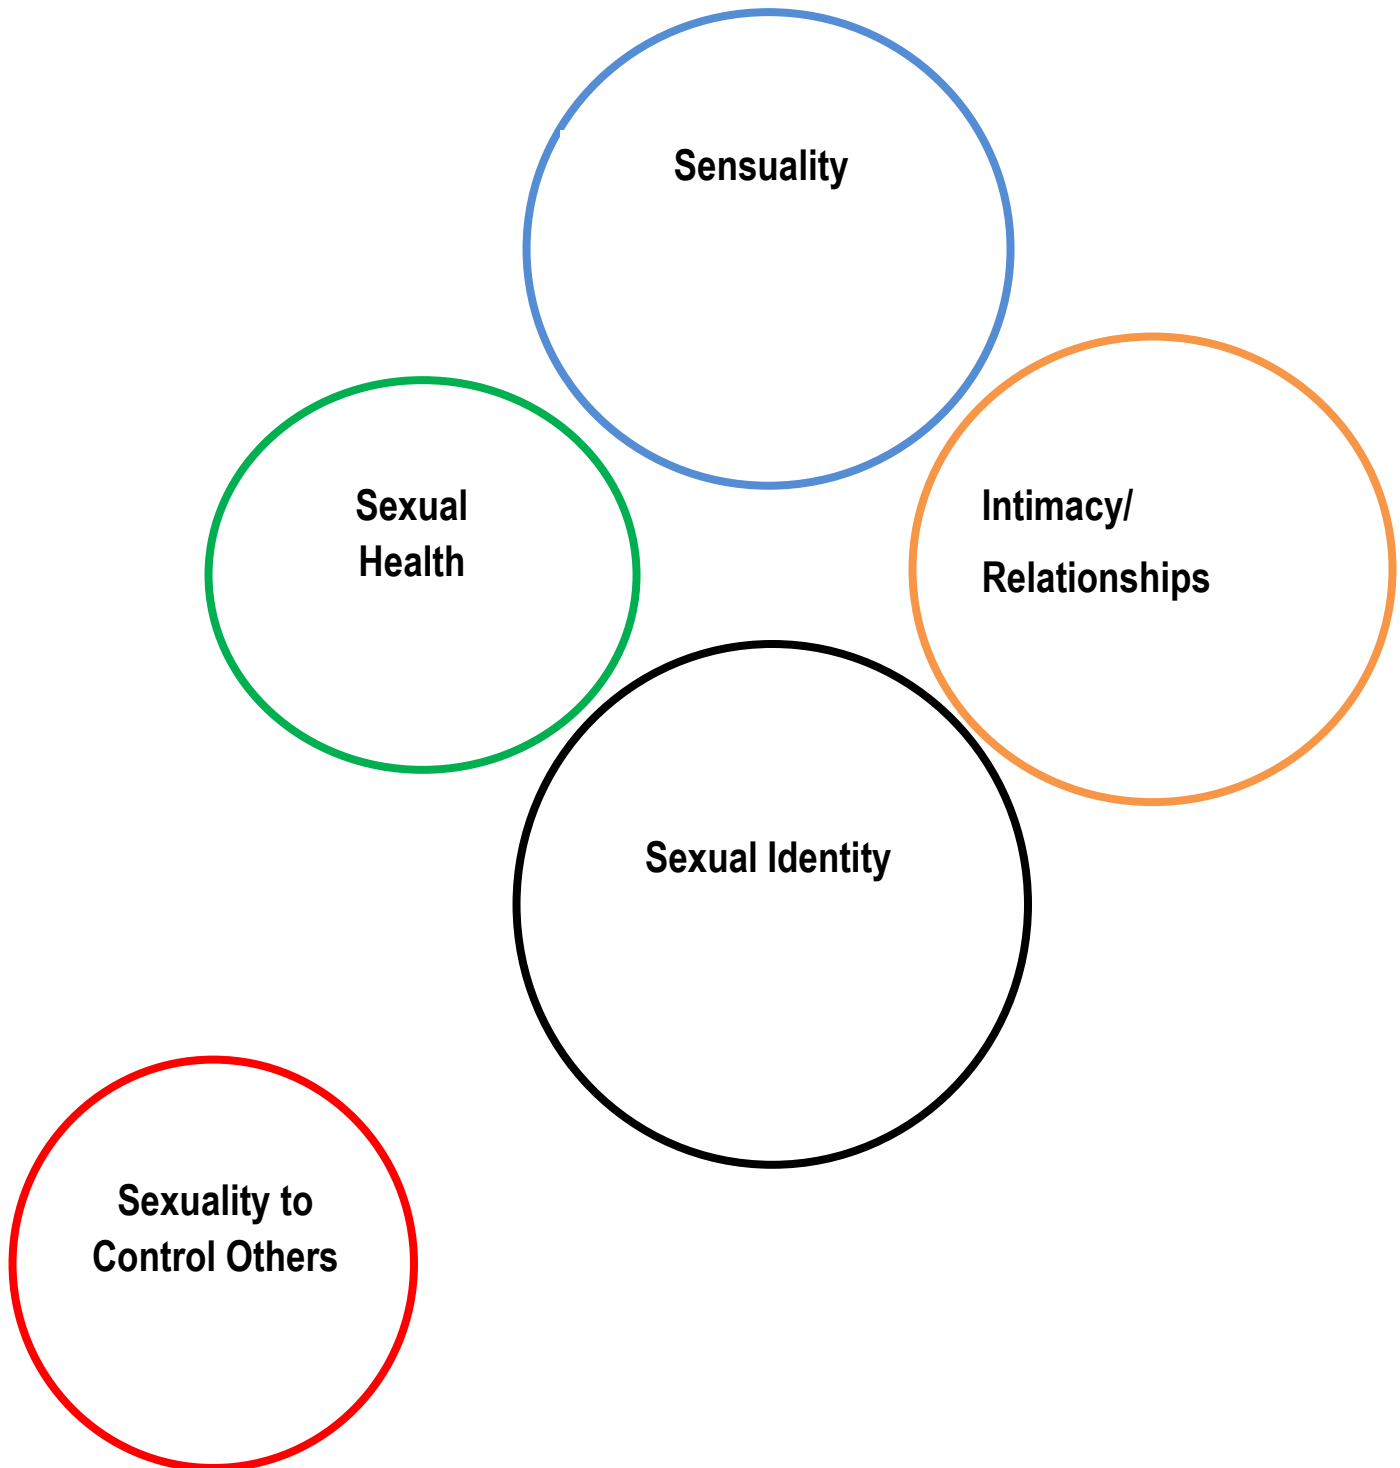 Sensuality
Sexual
Health
Intimacy/
Relationships
Sexual Identity
Sexuality to
Control Others